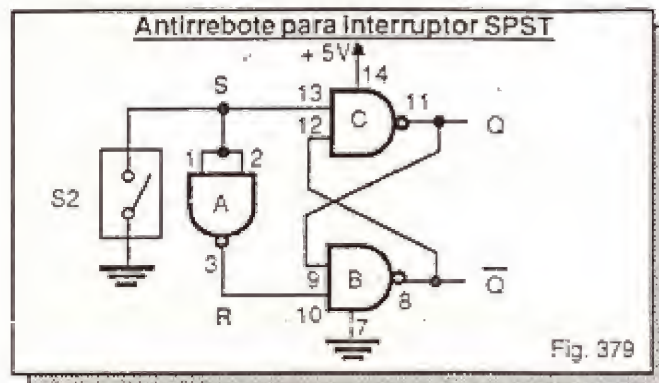 Antirrebote para Interruptor SPST
+ 5V
14
S
13
11
C
Q
12
1
2
S2
A
3
9
B
8
Q
10
R
7
Fig. 379